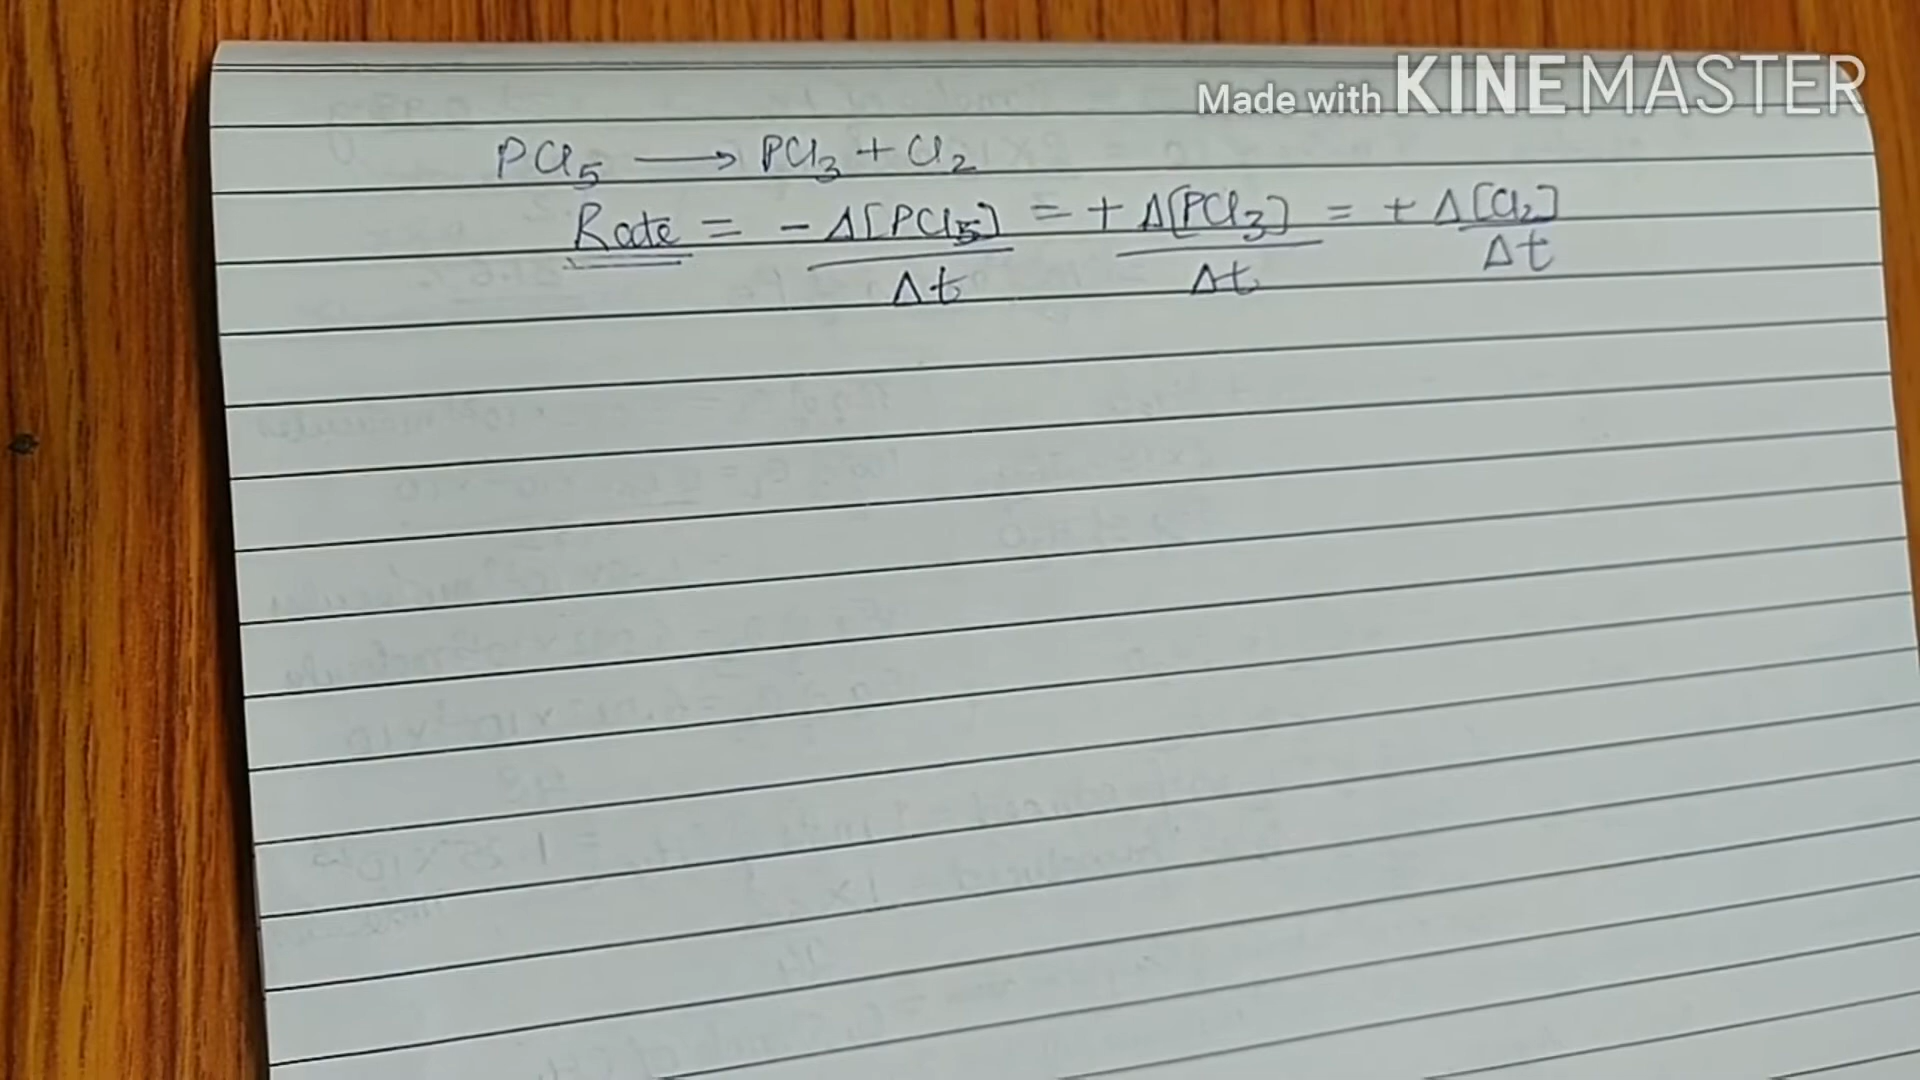 Made with KINEMASTER
PCl5 ⟶ PCl3 + Cl2
Rate = - Δ[PCl5]/Δt = + Δ[PCl3]/Δt = + Δ[Cl2]/Δt